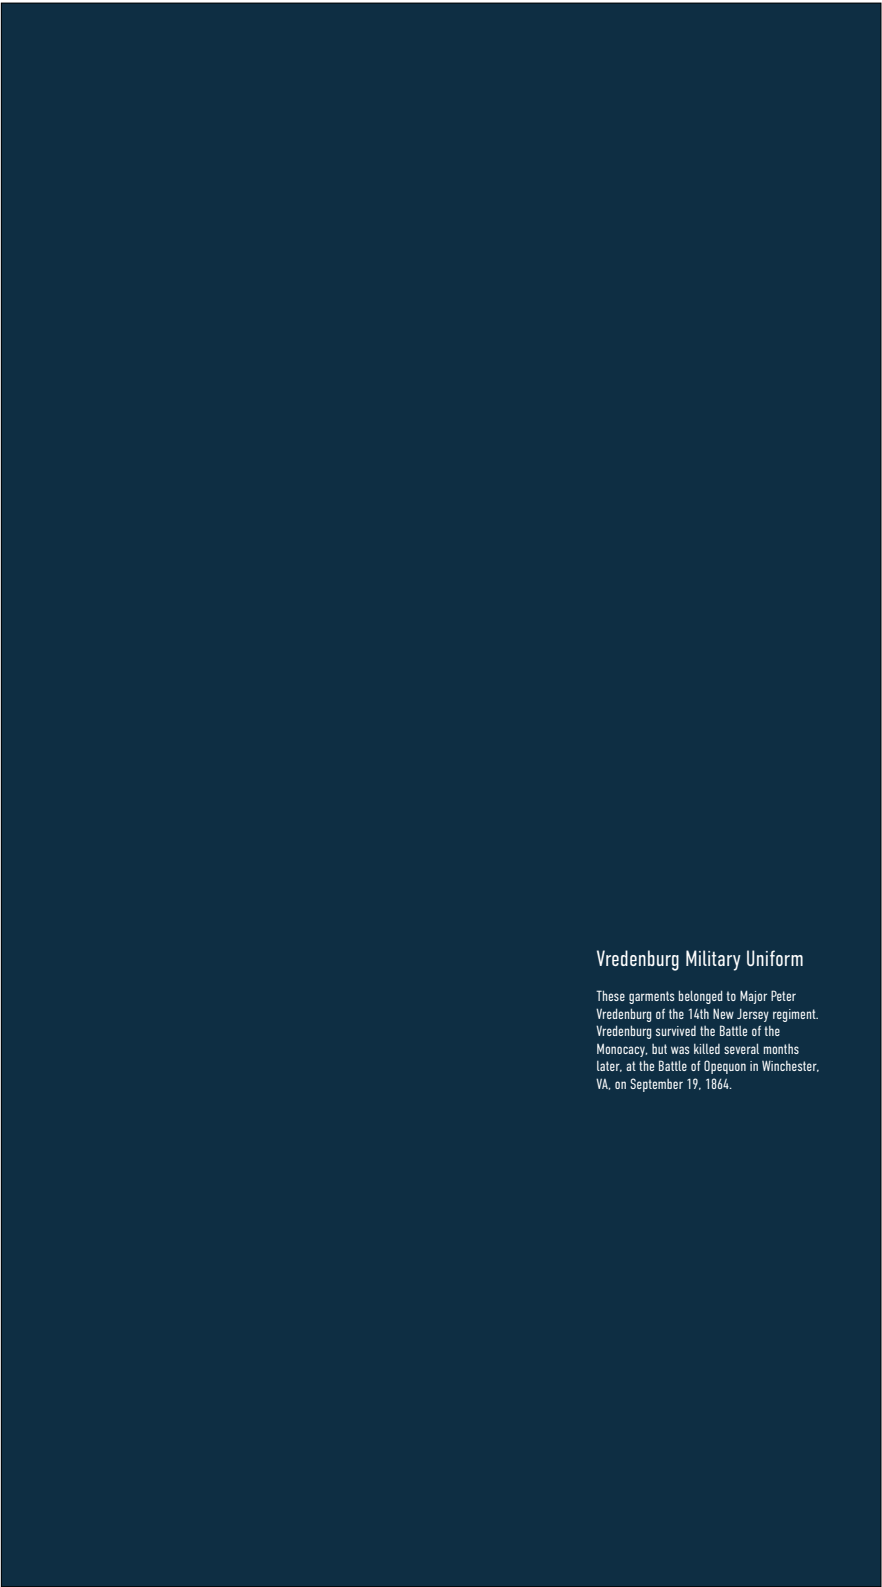 Vredenburg Military Uniform
These garments belonged to Major Peter
Vredenburg of the 14th New Jersey regiment.
Vredenburg survived the Battle of the
Monocacy, but was killed several months
later, at the Battle of Opequon in Winchester,
VA, on September 19, 1864.